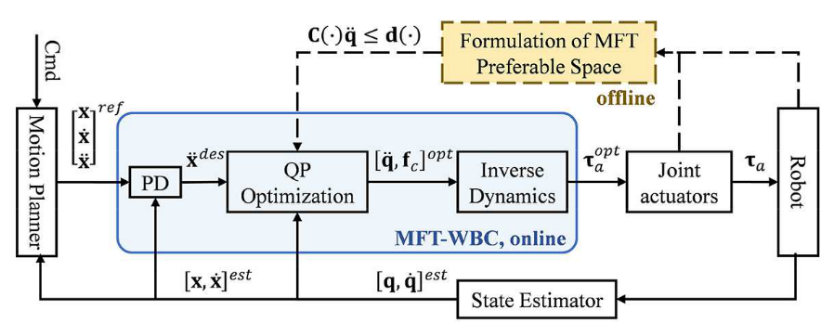 Cmd
Motion Planner
[x ẋ ẍ]^ref
C(·)q̈ ≤ d(·)
Formulation of MFT
Preferable Space
offline
PD
ẍ^des
QP
Optimization
[q̈, f_c]^opt
Inverse
Dynamics
τ_a^opt
Joint
actuators
τ_a
Robot
MFT-WBC, online
[x, ẋ]^est
[q, q̇]^est
State Estimator